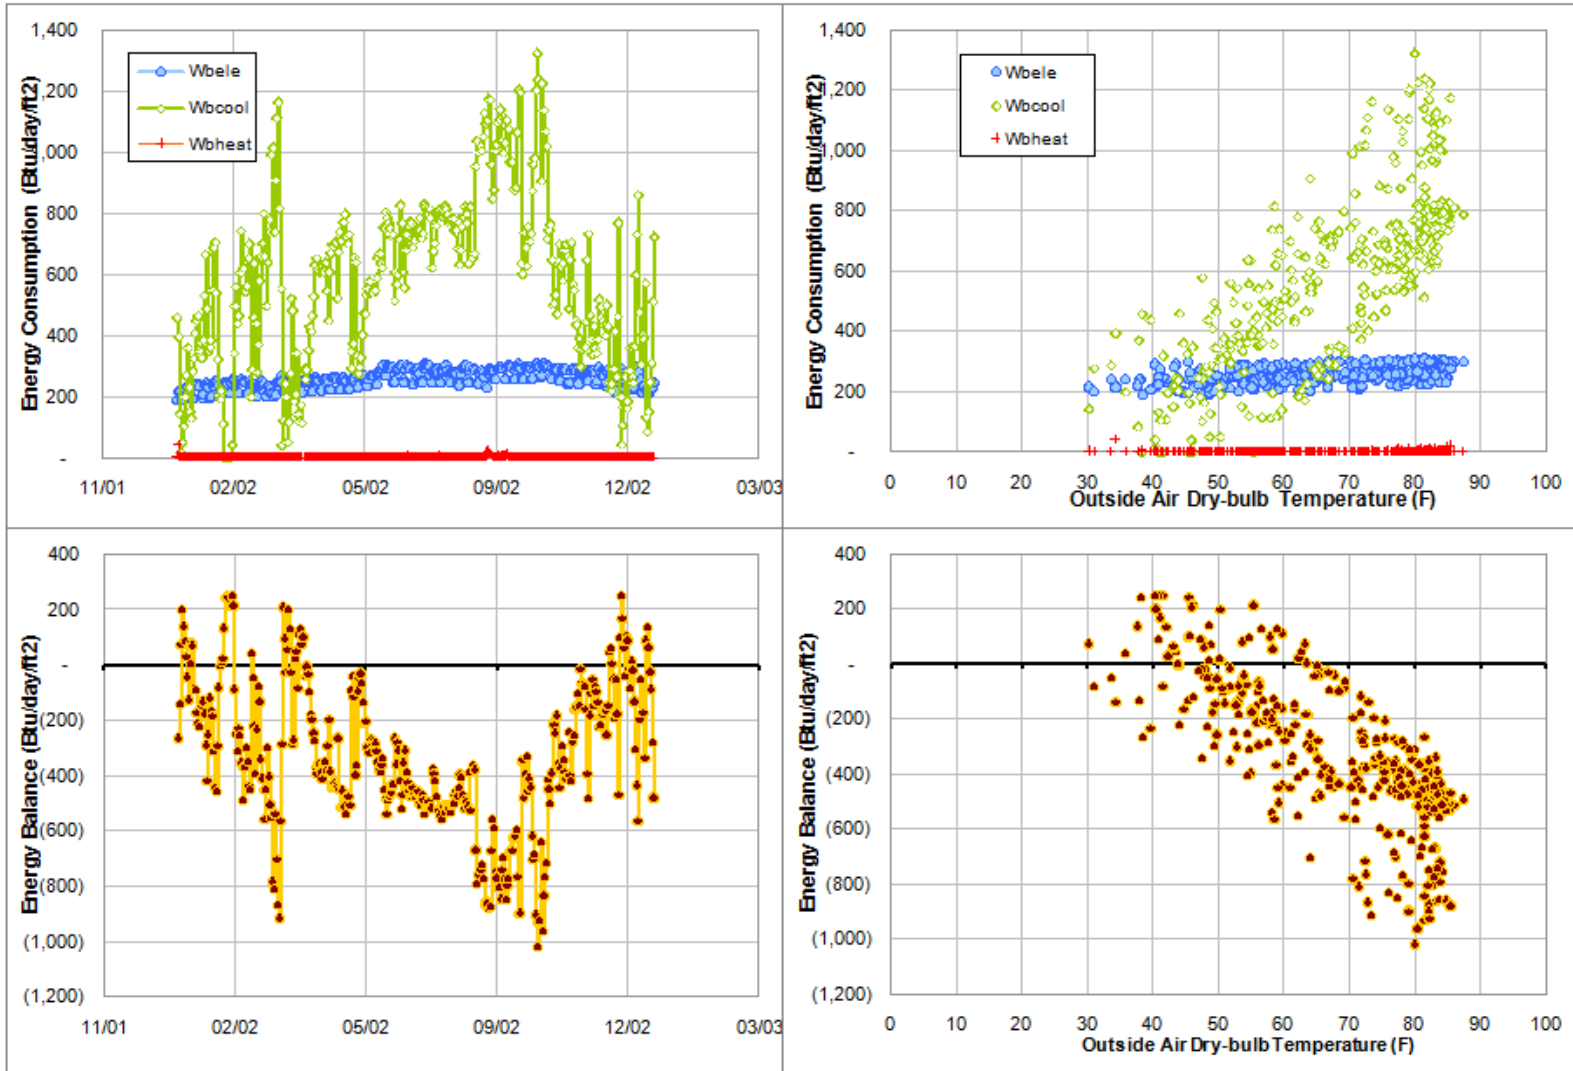 1,400
1,200
1,000
800
600
400
200
-
Energy Consumption (Btu/day/ft2)
Wbele
Wbcool
Wbheat
11/01 02/02 05/02 09/02 12/02 03/03
1,400
1,200
1,000
800
600
400
200
-
Energy Consumption (Btu/day/ft2)
Wbele
Wbcool
Wbheat
0 10 20 30 40 50 60 70 80 90 100
Outside Air Dry-bulb Temperature (F)
400
200
-
(200)
(400)
(600)
(800)
(1,000)
(1,200)
Energy Balance (Btu/day/ft2)
11/01 02/02 05/02 09/02 12/02 03/03
400
200
-
(200)
(400)
(600)
(800)
(1,000)
(1,200)
Energy Balance (Btu/day/ft2)
0 10 20 30 40 50 60 70 80 90 100
Outside Air Dry-bulb Temperature (F)